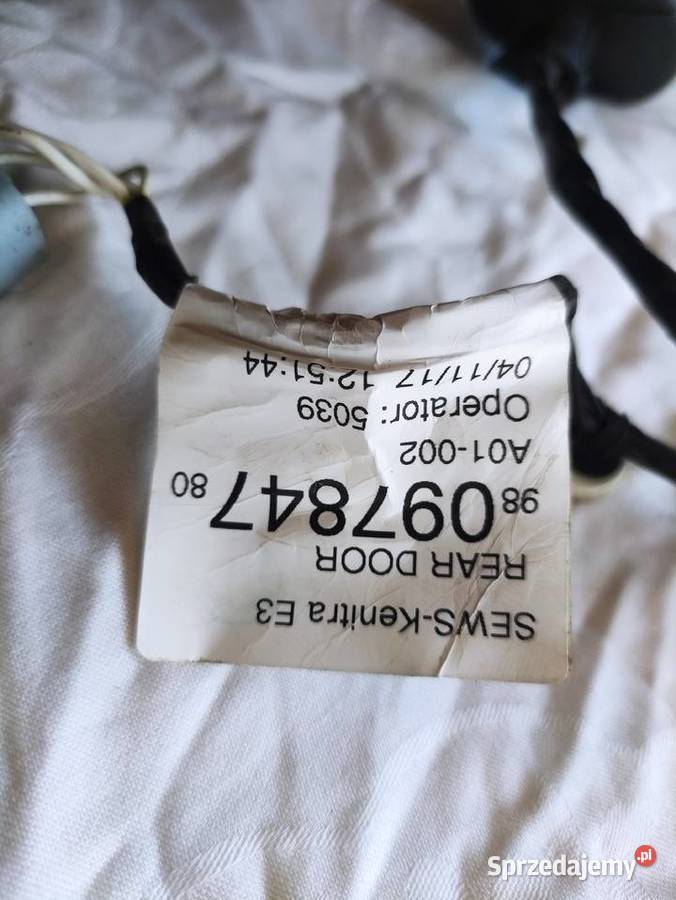 SEWS-Kenitra E3
REAR DOOR
98 097847 80
A01-002
Operator: 5039
04/11/17 12:51:44
Sprzedajemy.pl